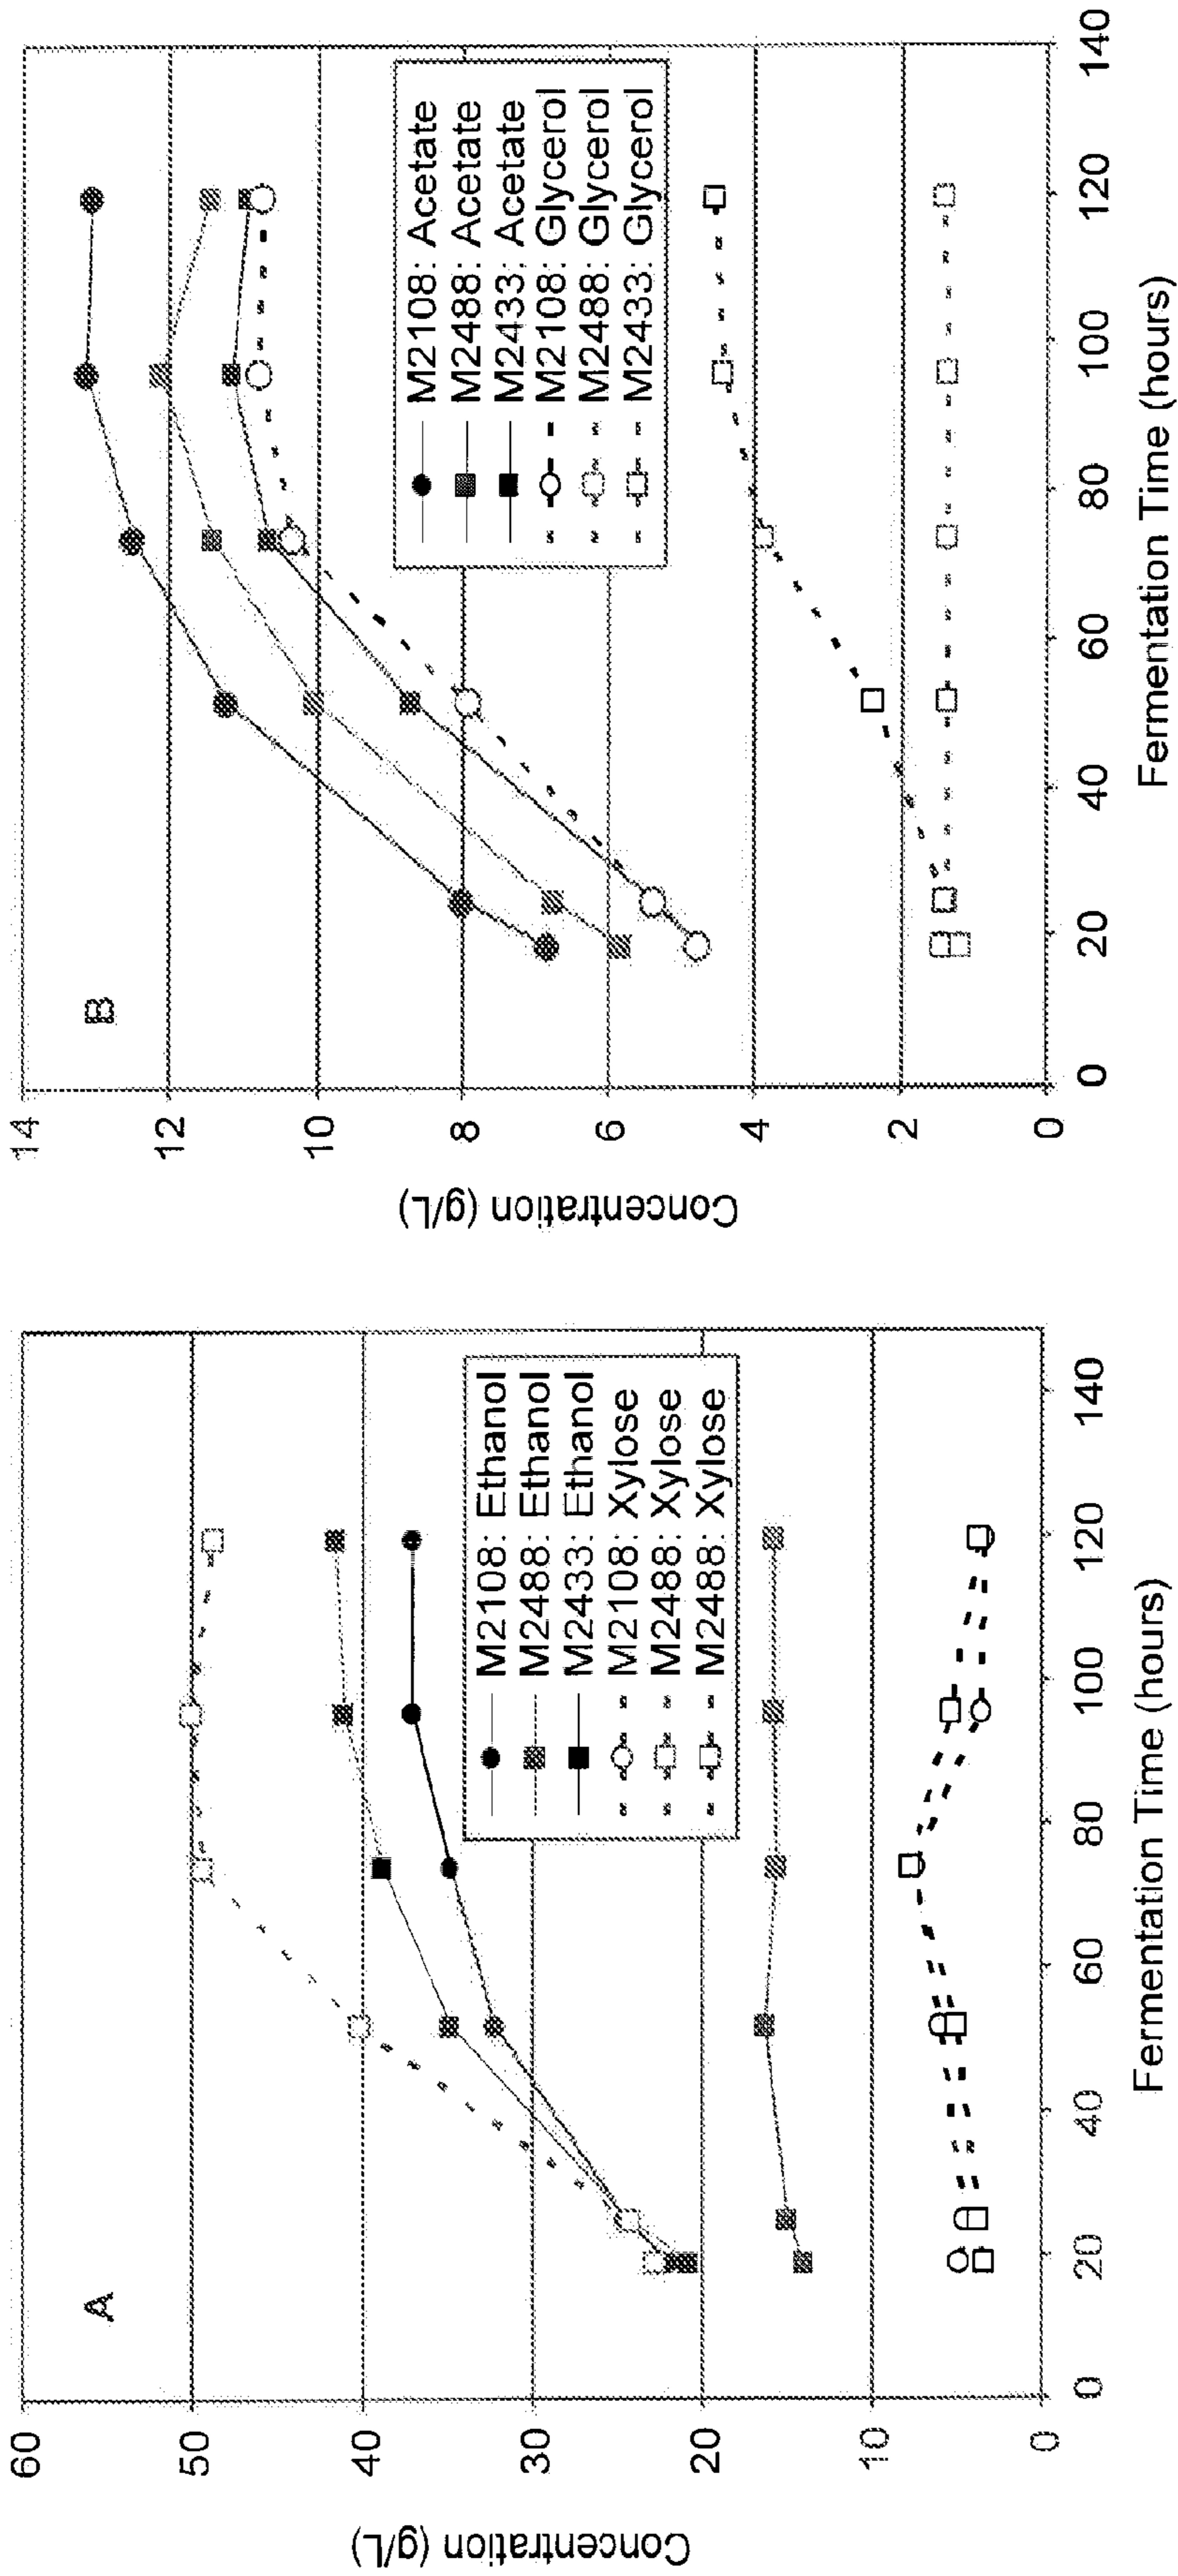 A
60
50
40
30
20
10
0
Concentration (g/L)
0
20
40
60
80
100
120
140
Fermentation Time (hours)
M2108: Ethanol
M2488: Ethanol
M2433: Ethanol
M2108: Xylose
M2488: Xylose
M2488: Xylose
B
14
12
10
8
6
4
2
0
Concentration (g/L)
0
20
40
60
80
100
120
140
Fermentation Time (hours)
M2108: Acetate
M2488: Acetate
M2433: Acetate
M2108: Glycerol
M2488: Glycerol
M2433: Glycerol